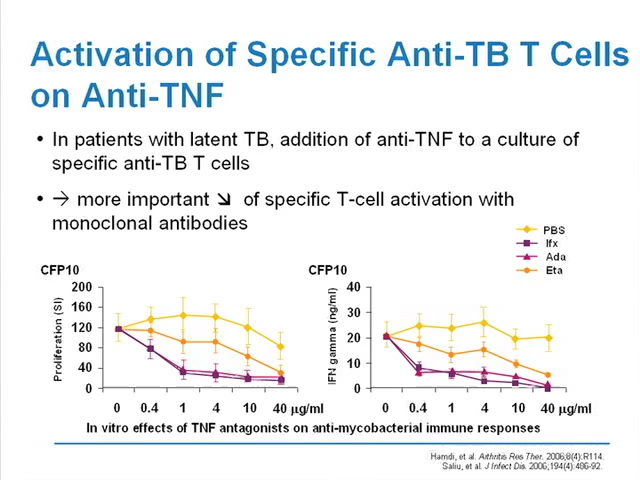 Activation of Specific Anti-TB T Cells
on Anti-TNF
• In patients with latent TB, addition of anti-TNF to a culture of
specific anti-TB T cells
• → more important ↘ of specific T-cell activation with
monoclonal antibodies
PBS
Ifx
Ada
Eta
CFP10
200
160
120
80
40
0
Proliferation (SI)
0 0.4 1 4 10 40 µg/ml
CFP10
40
30
20
10
0
IFN gamma (ng/ml)
0 0.4 1 4 10 40 µg/ml
In vitro effects of TNF antagonists on anti-mycobacterial immune responses
Hamdi, et al. Arthritis Res Ther. 2006;8(4):R114.
Saliu, et al. J Infect Dis. 2006;194(4):486-92.